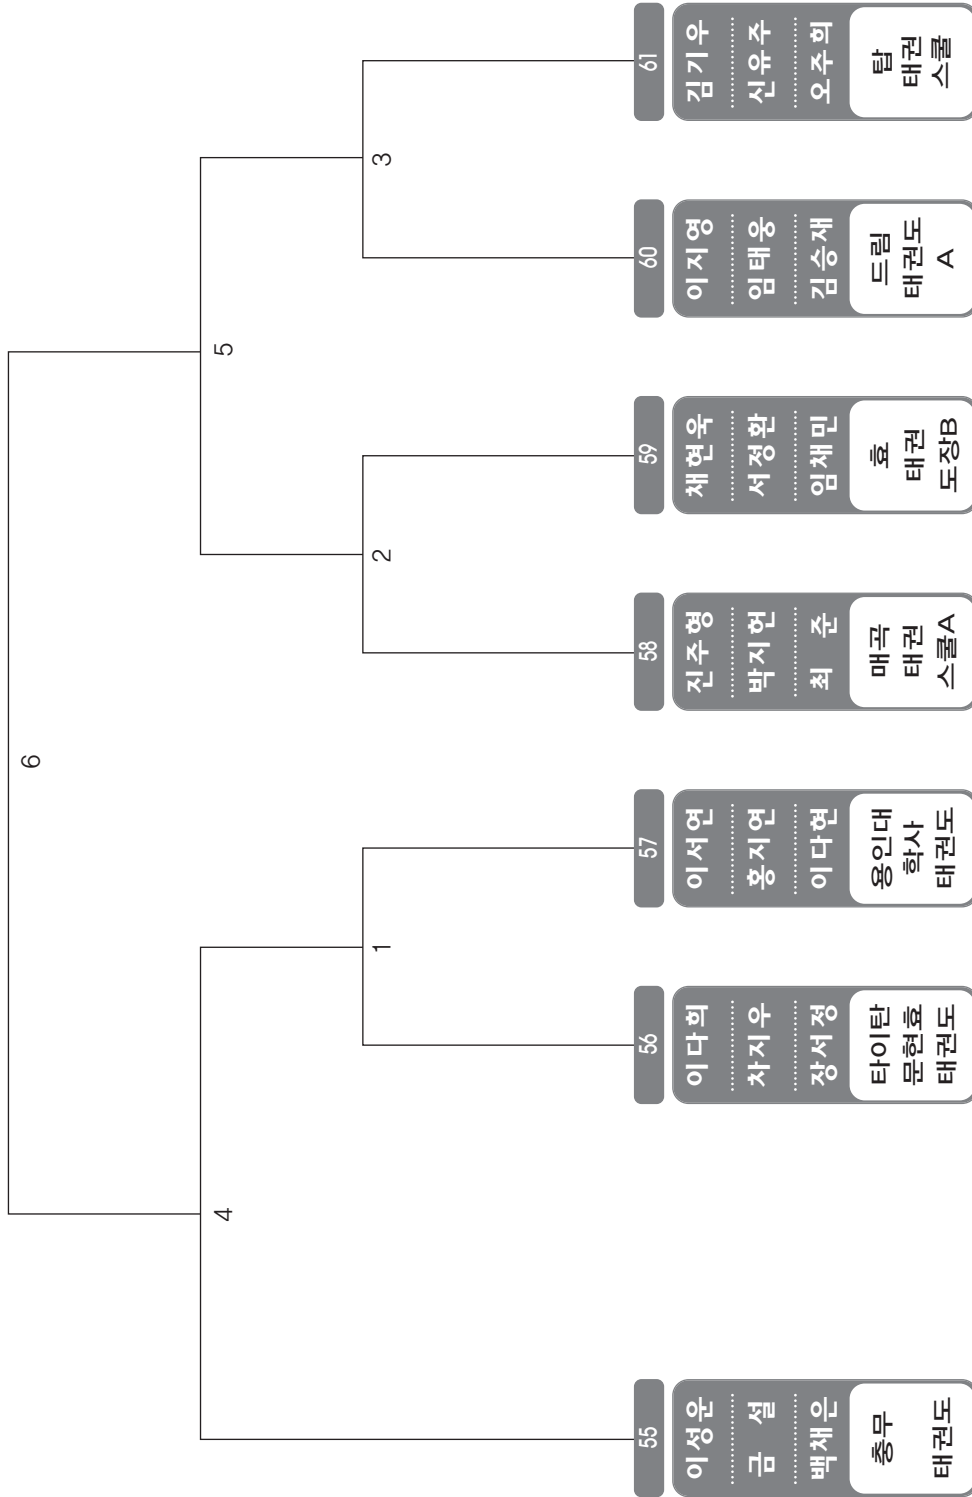 6
4
5
1
2
3
55
이성운
금 설
백채은
충무
태권도
56
이다희
차지우
장서정
타이탄
문현효
태권도
57
이서연
홍지연
이다현
용인대
학사
태권도
58
진주형
박지헌
최 준
매곡
태권
스쿨A
59
채현욱
서정환
임채민
효
태권
도장B
60
이지영
임태웅
김승재
드림
태권도
A
61
김기우
신유주
오주희
탑
태권
스쿨